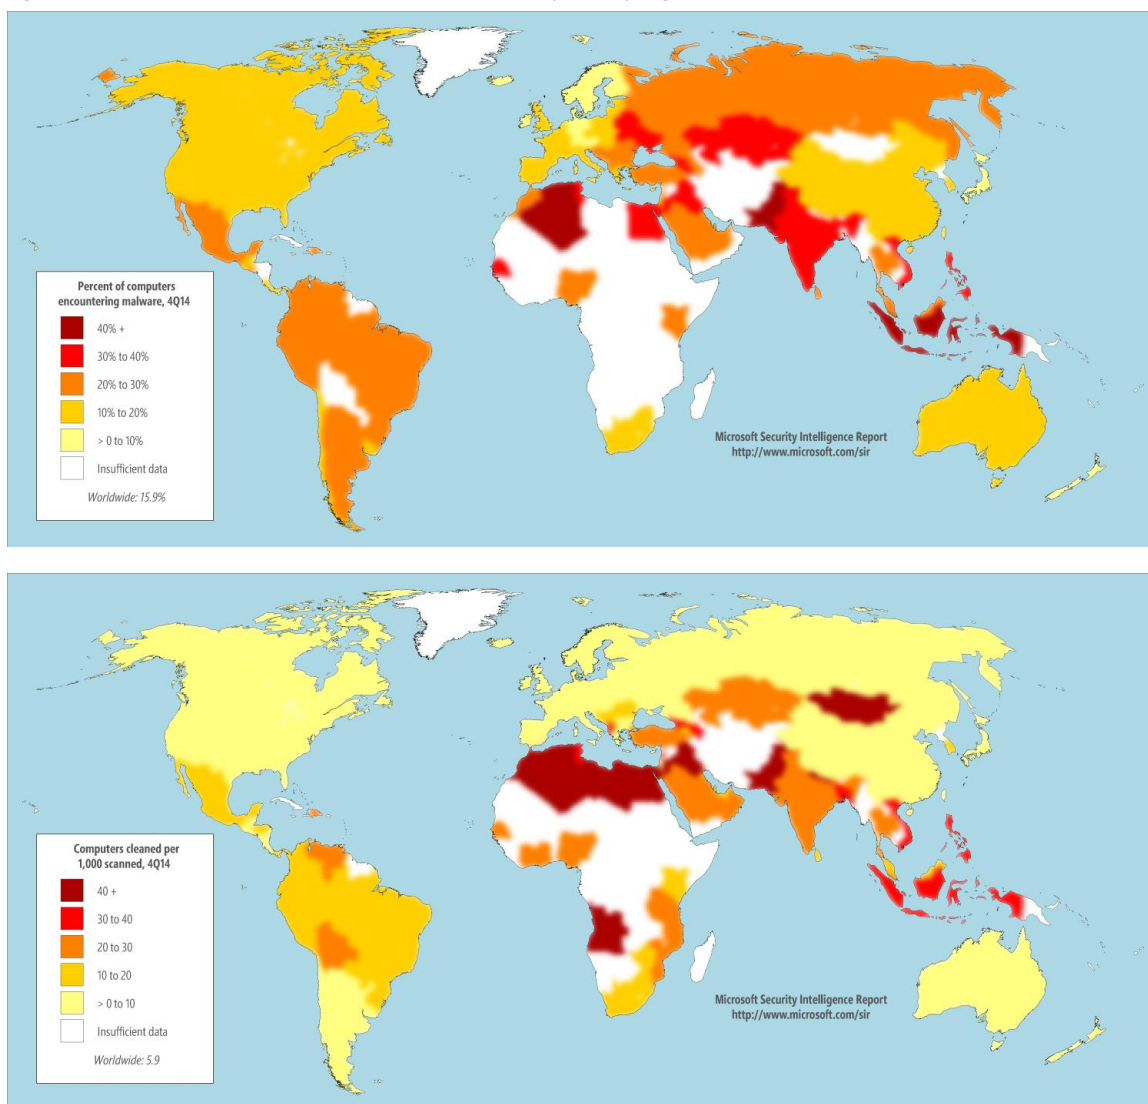 Percent of computers
encountering malware, 4Q14
40% +
30% to 40%
20% to 30%
10% to 20%
> 0 to 10%
Insufficient data
Worldwide: 15.9%
Microsoft Security Intelligence Report
http://www.microsoft.com/sir
Computers cleaned per
1,000 scanned, 4Q14
40 +
30 to 40
20 to 30
10 to 20
> 0 to 10
Insufficient data
Worldwide: 5.9
Microsoft Security Intelligence Report
http://www.microsoft.com/sir